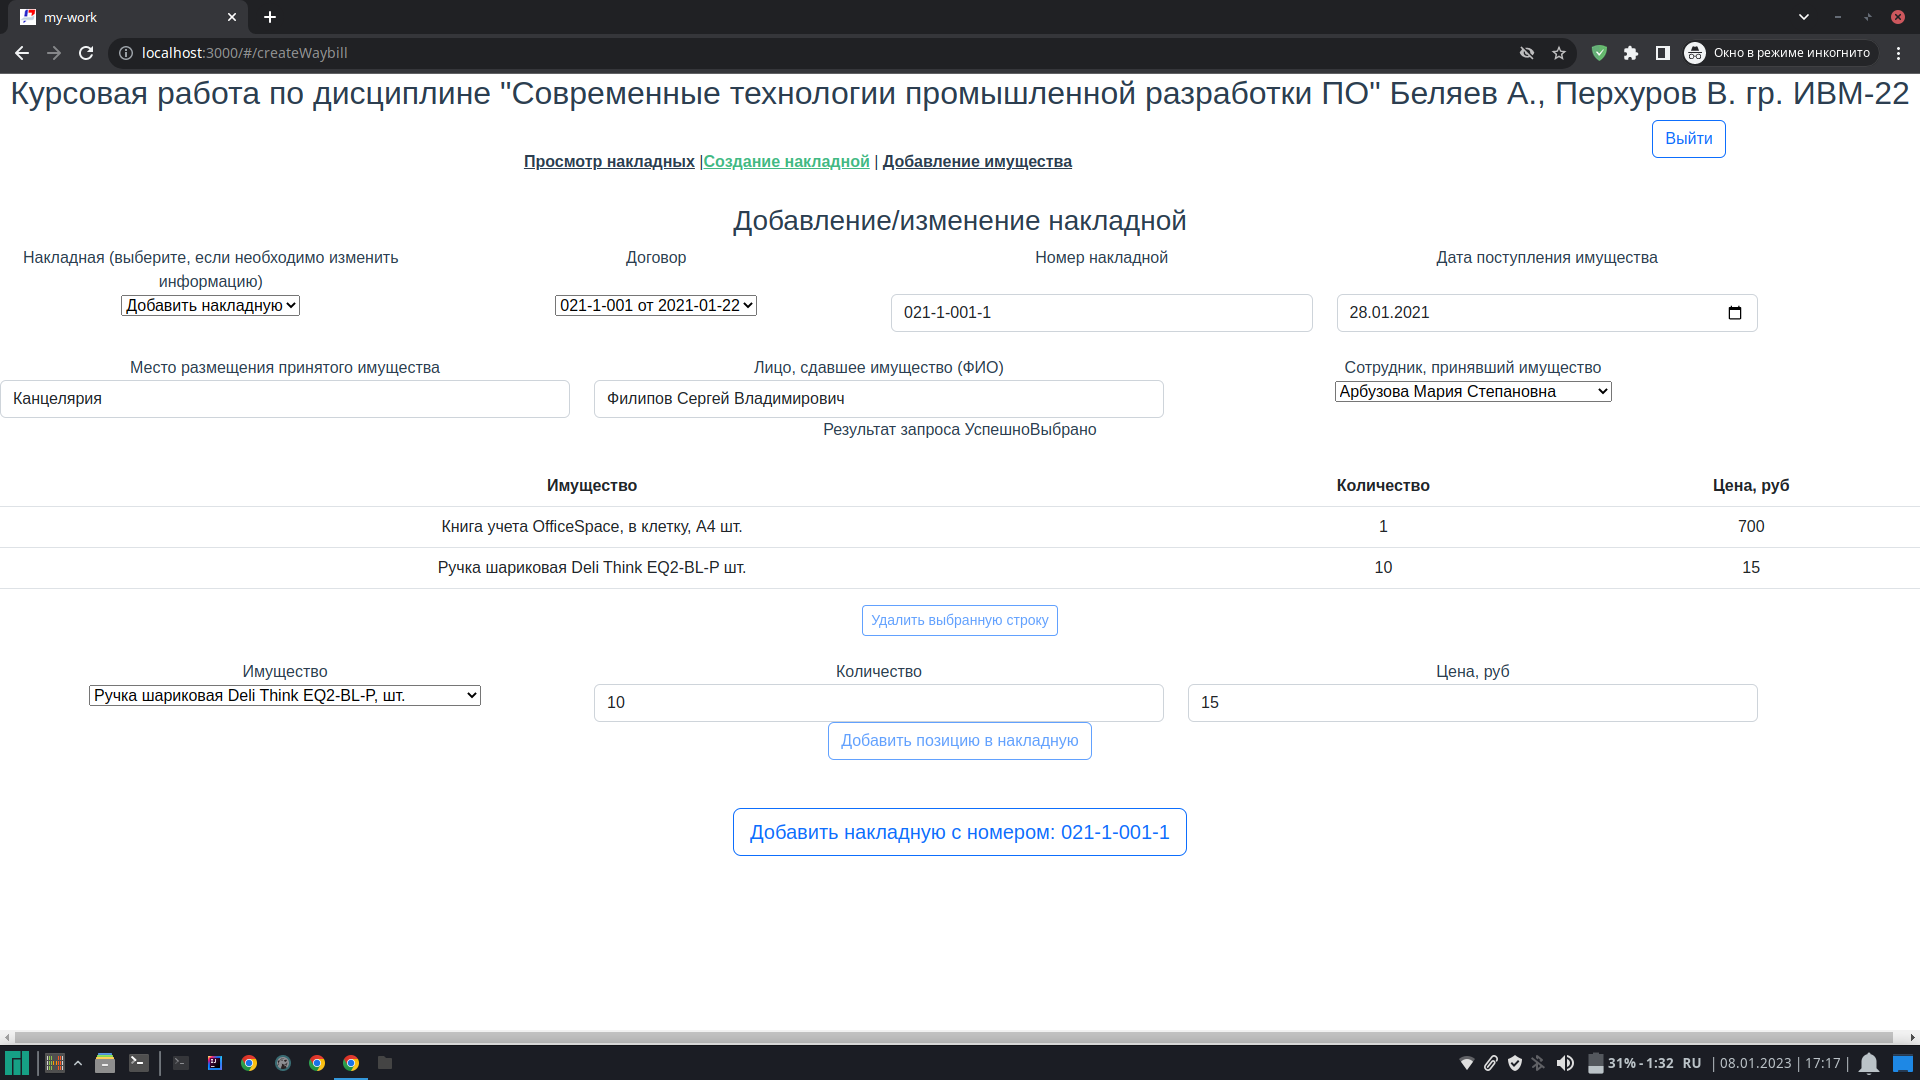 my-work
localhost:3000/#/createWaybill
Окно в режиме инкогнито
Курсовая работа по дисциплине "Современные технологии промышленной разработки ПО" Беляев А., Перхуров В. гр. ИВМ-22
Выйти
Просмотр накладных |Создание накладной | Добавление имущества
Добавление/изменение накладной
Накладная (выберите, если необходимо изменить
информацию)
Договор
Номер накладной
Дата поступления имущества
Добавить накладную
021-1-001 от 2021-01-22
021-1-001-1
28.01.2021
Место размещения принятого имущества
Лицо, сдавшее имущество (ФИО)
Сотрудник, принявший имущество
Канцелярия
Филипов Сергей Владимирович
Арбузова Мария Степановна
Результат запроса УспешноВыбрано
Имущество Количество Цена, руб
Книга учета OfficeSpace, в клетку, А4 шт. 1 700
Ручка шариковая Deli Think EQ2-BL-P шт. 10 15
Удалить выбранную строку
Имущество Количество Цена, руб
Ручка шариковая Deli Think EQ2-BL-P, шт.
10
15
Добавить позицию в накладную
Добавить накладную с номером: 021-1-001-1
31% - 1:32 RU | 08.01.2023 | 17:17 |